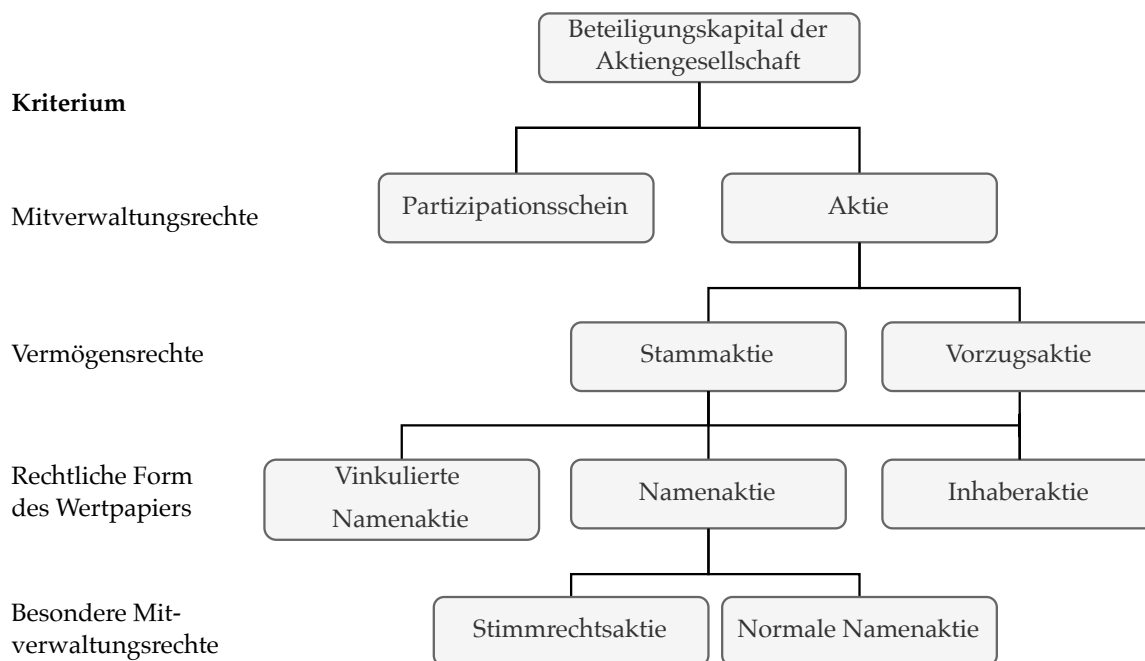 Beteiligungskapital der
Aktiengesellschaft
Kriterium
Mitverwaltungsrechte
Partizipationsschein
Aktie
Vermögensrechte
Stammaktie
Vorzugsaktie
Rechtliche Form
des Wertpapiers
Vinkulierte
Namenaktie
Namenaktie
Inhaberaktie
Besondere Mit-
verwaltungsrechte
Stimmrechtsaktie
Normale Namenaktie